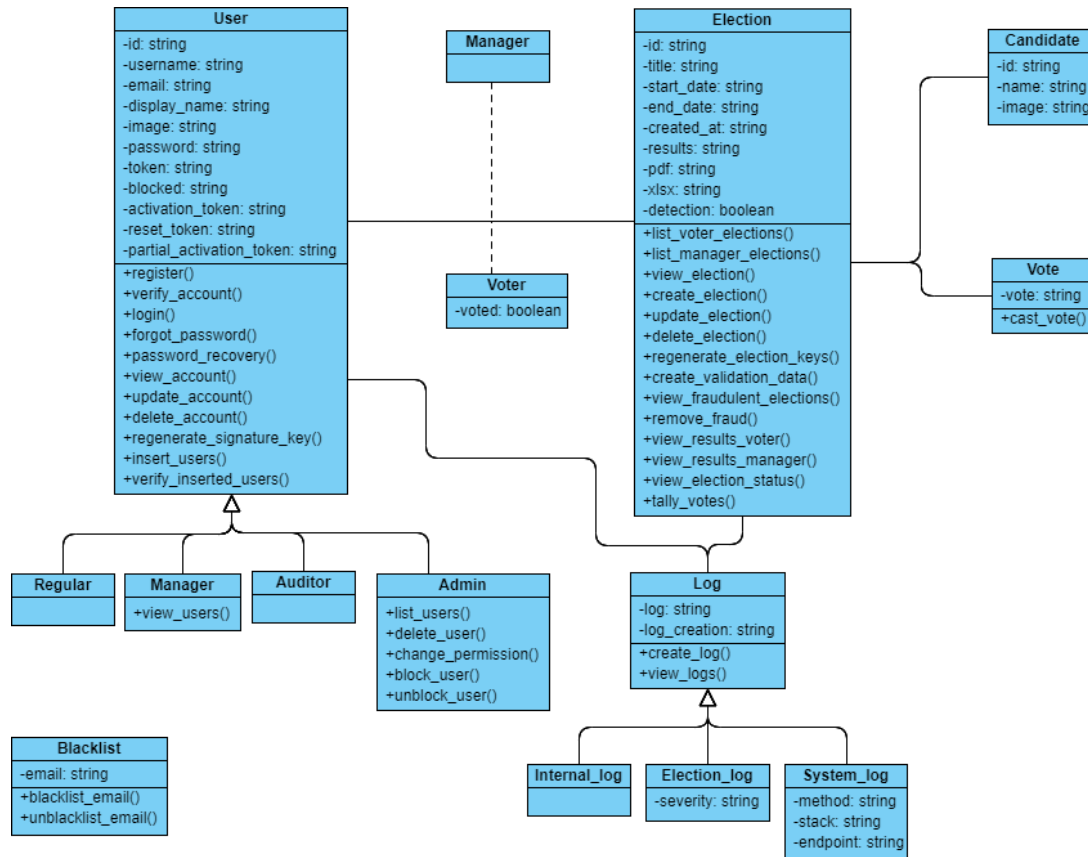 User
-id: string
-username: string
-email: string
-display_name: string
-image: string
-password: string
-token: string
-blocked: string
-activation_token: string
-reset_token: string
-partial_activation_token: string
+register()
+verify_account()
+login()
+forgot_password()
+password_recovery()
+view_account()
+update_account()
+delete_account()
+regenerate_signature_key()
+insert_users()
+verify_inserted_users()
Manager
Voter
-voted: boolean
Election
-id: string
-title: string
-start_date: string
-end_date: string
-created_at: string
-results: string
-pdf: string
-xlsx: string
-detection: boolean
+list_voter_elections()
+list_manager_elections()
+view_election()
+create_election()
+update_election()
+delete_election()
+regenerate_election_keys()
+create_validation_data()
+view_fraudulent_elections()
+remove_fraud()
+view_results_voter()
+view_results_manager()
+view_election_status()
+tally_votes()
Candidate
-id: string
-name: string
-image: string
Vote
-vote: string
+cast_vote()
Regular
Manager
+view_users()
Auditor
Admin
+list_users()
+delete_user()
+change_permission()
+block_user()
+unblock_user()
Log
-log: string
-log_creation: string
+create_log()
+view_logs()
Blacklist
-email: string
+blacklist_email()
+unblacklist_email()
Internal_log
Election_log
-severity: string
System_log
-method: string
-stack: string
-endpoint: string